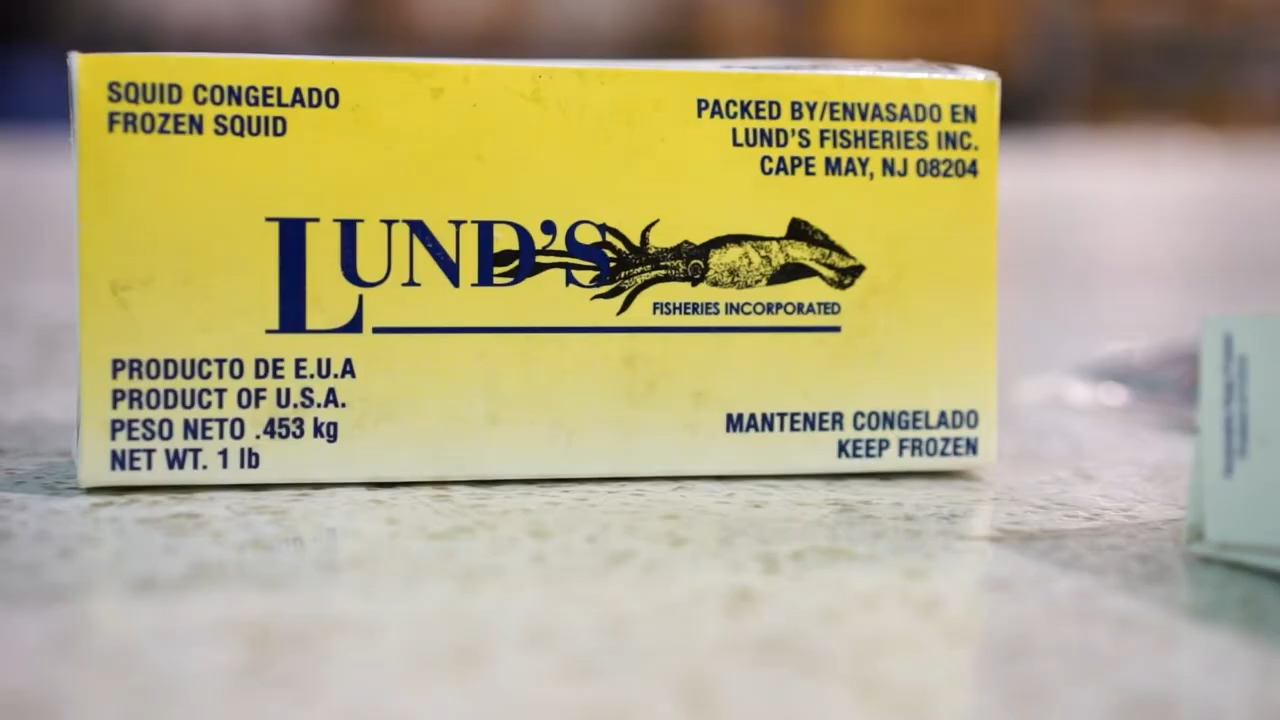 SQUID CONGELADO
FROZEN SQUID
PACKED BY/ENVASADO EN
LUND'S FISHERIES INC.
CAPE MAY, NJ 08204
LUND'S
FISHERIES INCORPORATED
PRODUCTO DE E.U.A
PRODUCT OF U.S.A.
PESO NETO .453 kg
NET WT. 1 lb
MANTENER CONGELADO
KEEP FROZEN